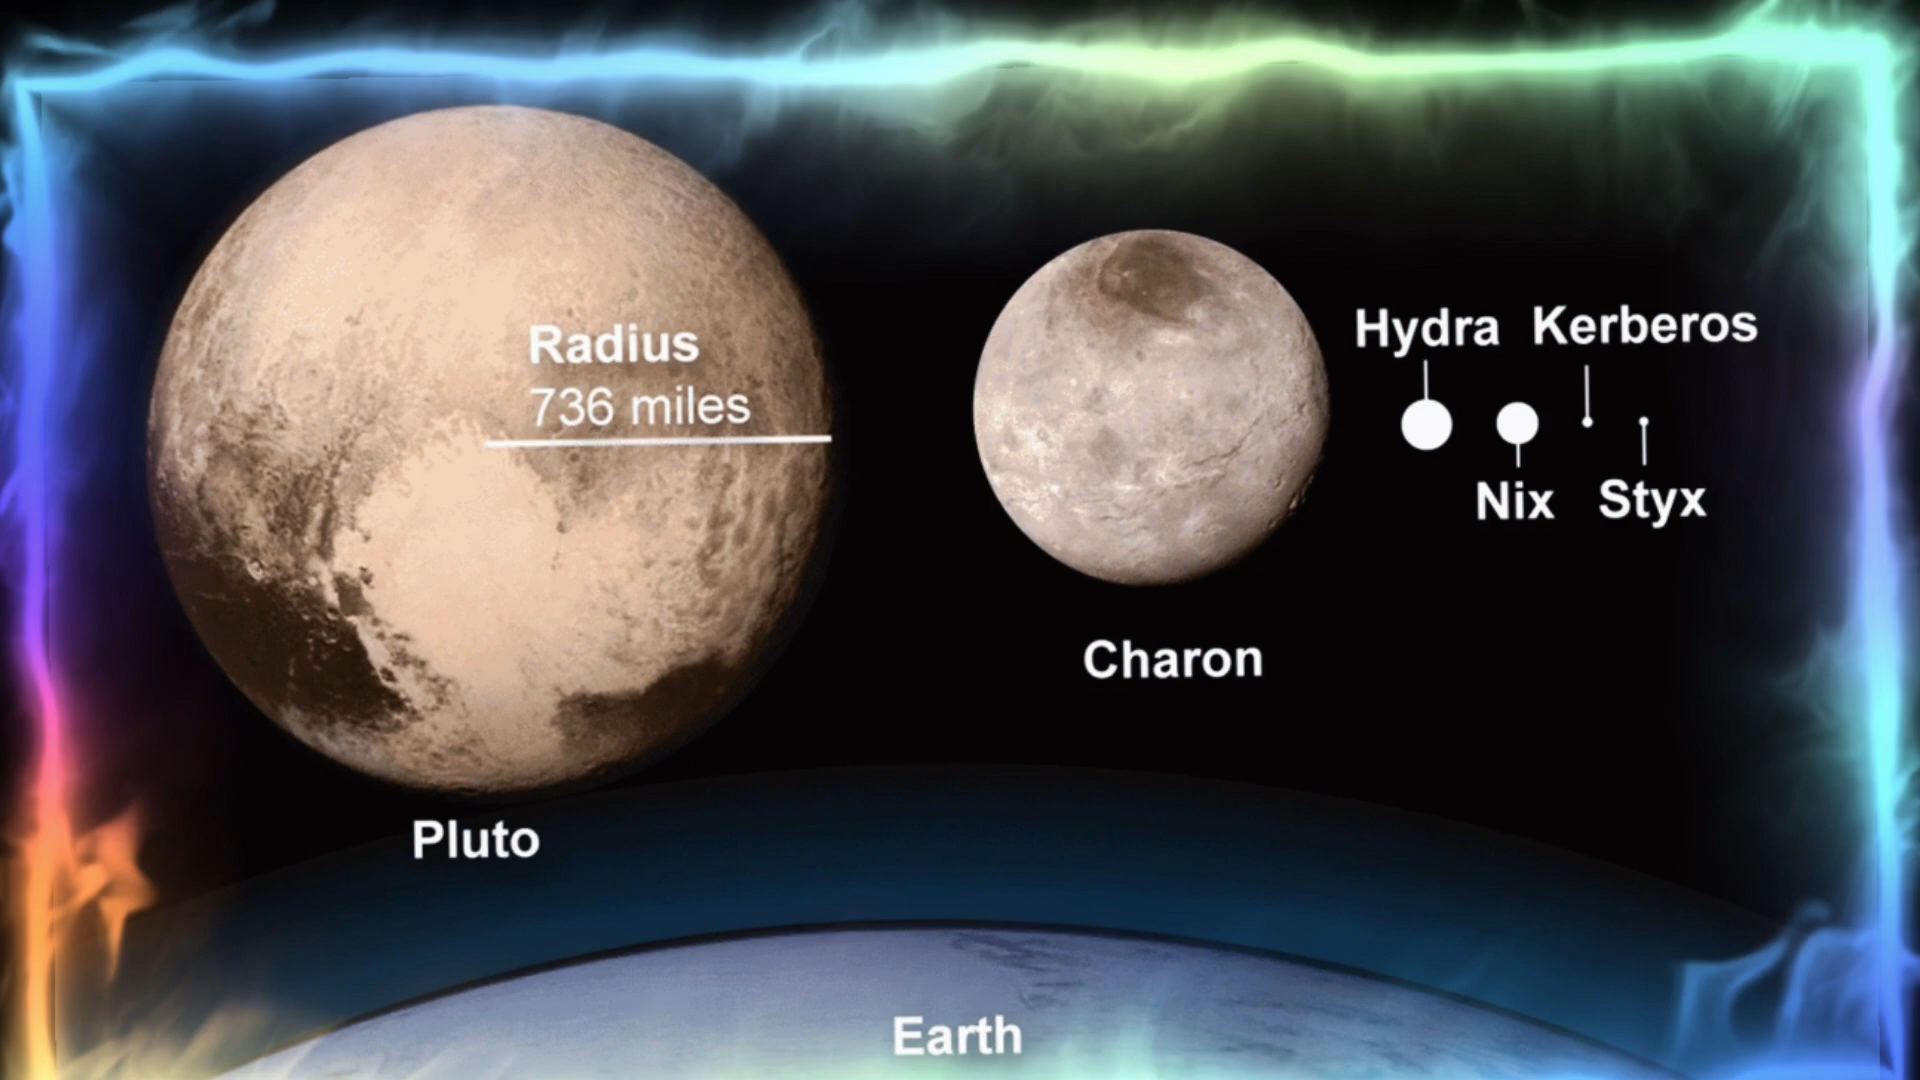 Radius
736 miles
Hydra Kerberos
Nix Styx
Charon
Pluto
Earth